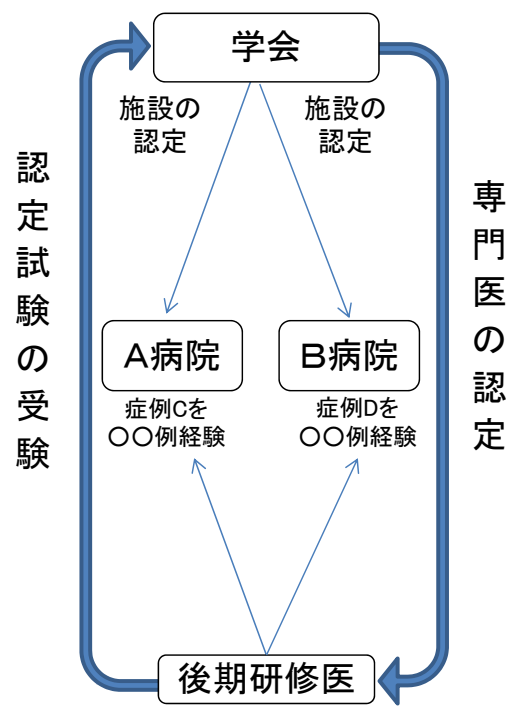 学会
施設の
認定
施設の
認定
認定試験の受験
専門医の認定
A病院
B病院
症例Cを
〇〇例経験
症例Dを
〇〇例経験
後期研修医